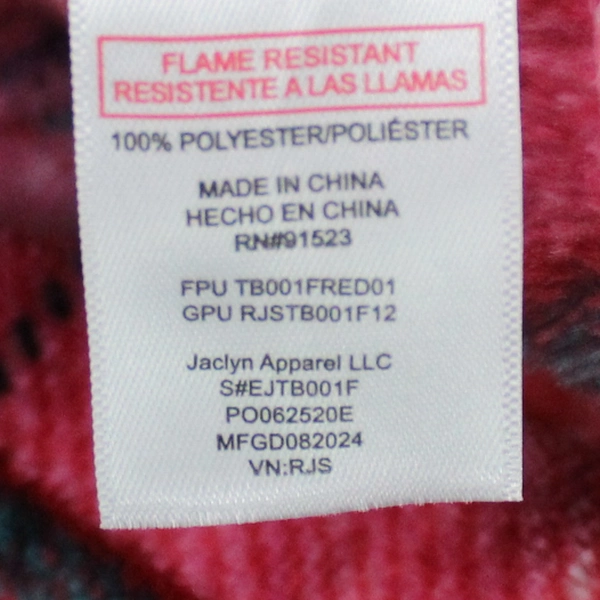 FLAME RESISTANT
RESISTENTE A LAS LLAMAS
100% POLYESTER/POLIÉSTER
MADE IN CHINA
HECHO EN CHINA
RN#91523
FPU TB001FRED01
GPU RJSTB001F12
Jaclyn Apparel LLC
S#EJTB001F
PO062520E
MFGD082024
VN:RJS